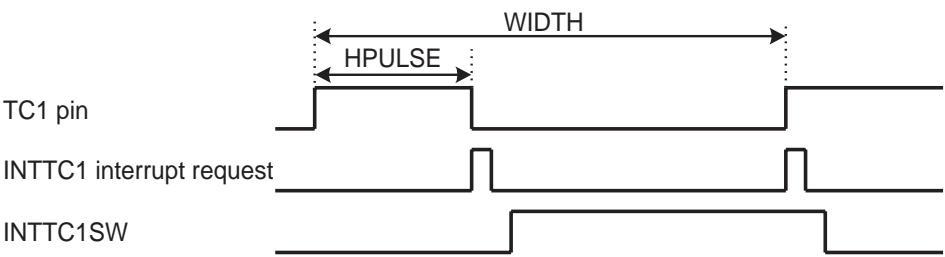 WIDTH
HPULSE
TC1 pin
INTTC1 interrupt request
INTTC1SW